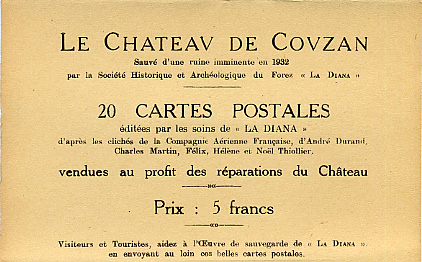 LE CHATEAV DE COVZAN
Sauvé d'une ruine imminente en 1932
par la Société Historique et Archéologique du Forez « LA DIANA »
20 CARTES POSTALES
éditées par les soins de « LA DIANA »
d'après les clichés de la Compagnie Aérienne Française, d'André Durand,
Charles Martin, Félix, Hélène et Noël Thiollier.
vendues au profit des réparations du Château
Prix : 5 francs
Visiteurs et Touristes, aidez à l'Œuvre de sauvegarde de « LA DIANA »
en envoyant au loin ces belles cartes postales.